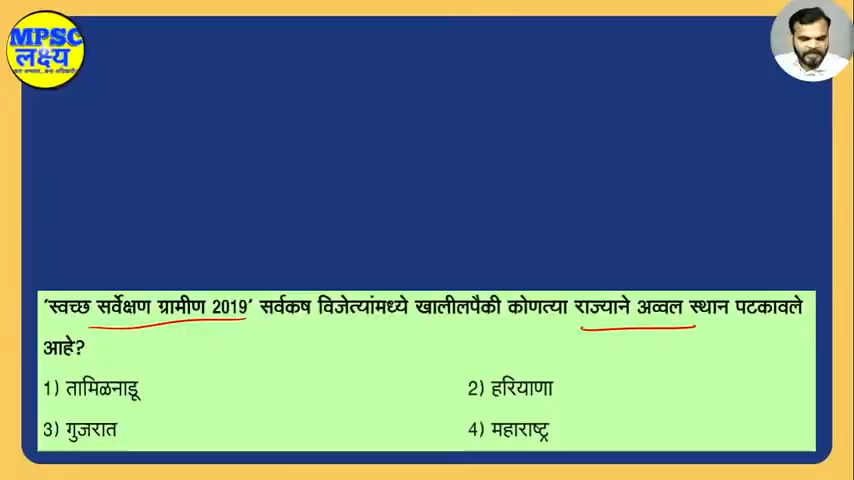 MPSC
लक्ष्य
'स्वच्छ सर्वेक्षण ग्रामीण 2019' सर्वकष विजेत्यांमध्ये खालीलपैकी कोणत्या राज्याने अव्वल स्थान पटकावले
आहे?
1) तामिळनाडू 2) हरियाणा
3) गुजरात 4) महाराष्ट्र